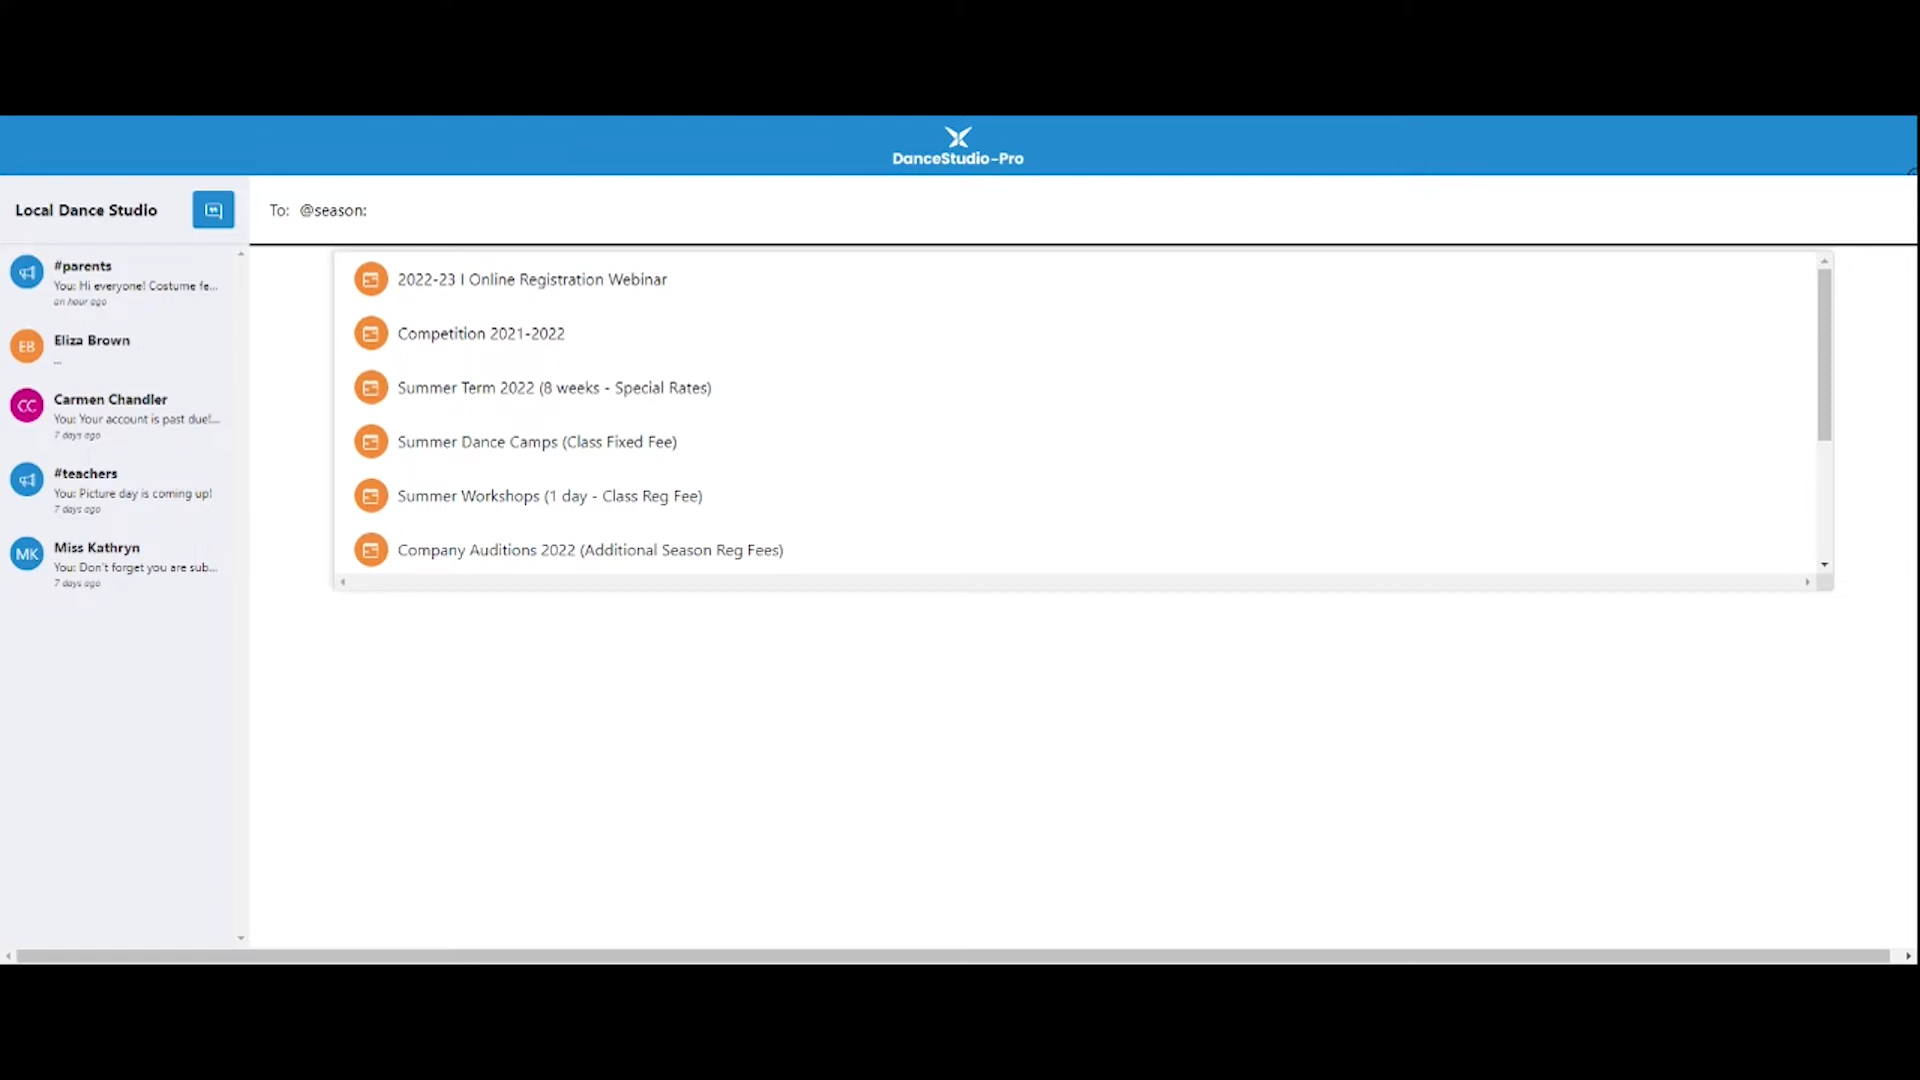 DanceStudio-Pro
Local Dance Studio
To: @season:
#parents
You: Hi everyone! Costume fe...
an hour ago
EB
Eliza Brown
...
CC
Carmen Chandler
You: Your account is past due!...
7 days ago
#teachers
You: Picture day is coming up!
7 days ago
MK
Miss Kathryn
You: Don't forget you are sub...
7 days ago
2022-23 I Online Registration Webinar
Competition 2021-2022
Summer Term 2022 (8 weeks - Special Rates)
Summer Dance Camps (Class Fixed Fee)
Summer Workshops (1 day - Class Reg Fee)
Company Auditions 2022 (Additional Season Reg Fees)